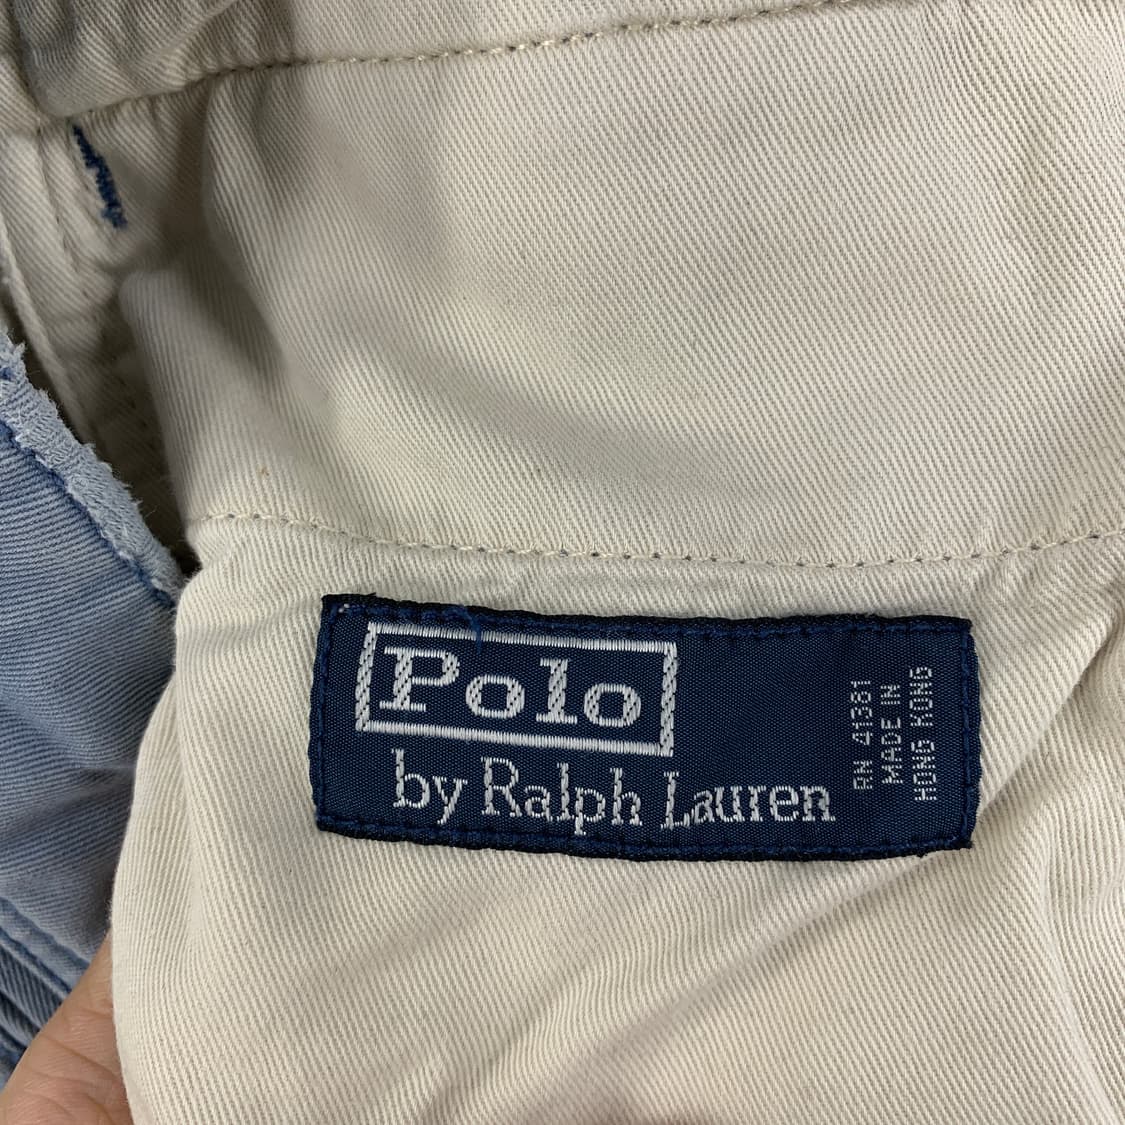 Polo
by Ralph Lauren
RN 41381
MADE IN
HONG KONG